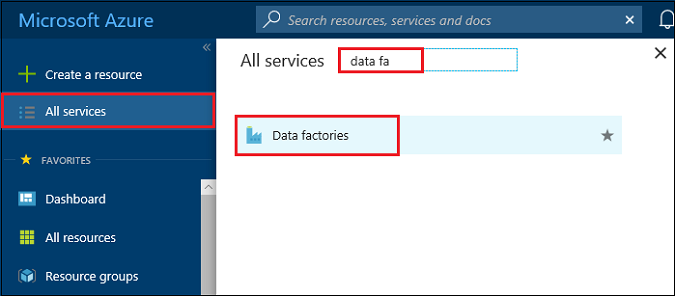 Microsoft Azure
Search resources, services and docs
Create a resource
All services
FAVORITES
Dashboard
All resources
Resource groups
All services
data fa
Data factories